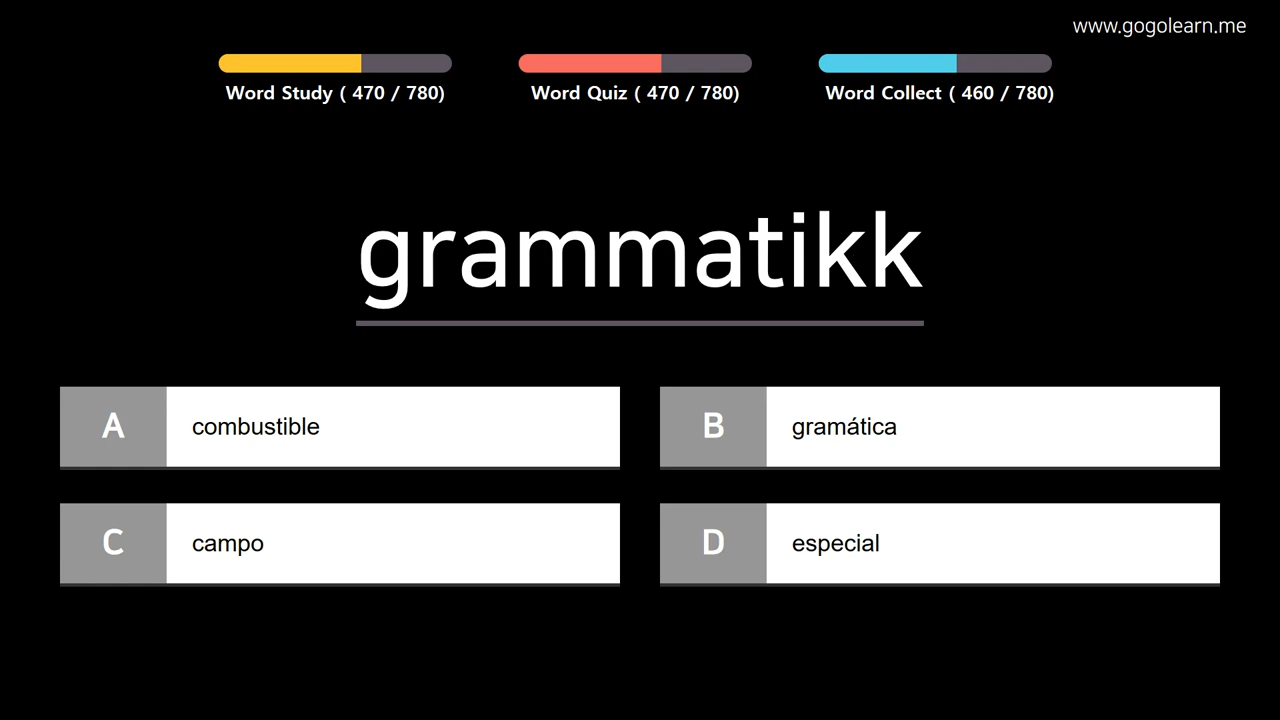 www.gogolearn.me
Word Study ( 470 / 780)
Word Quiz ( 470 / 780)
Word Collect ( 460 / 780)
grammatikk
A combustible
B gramática
C campo
D especial